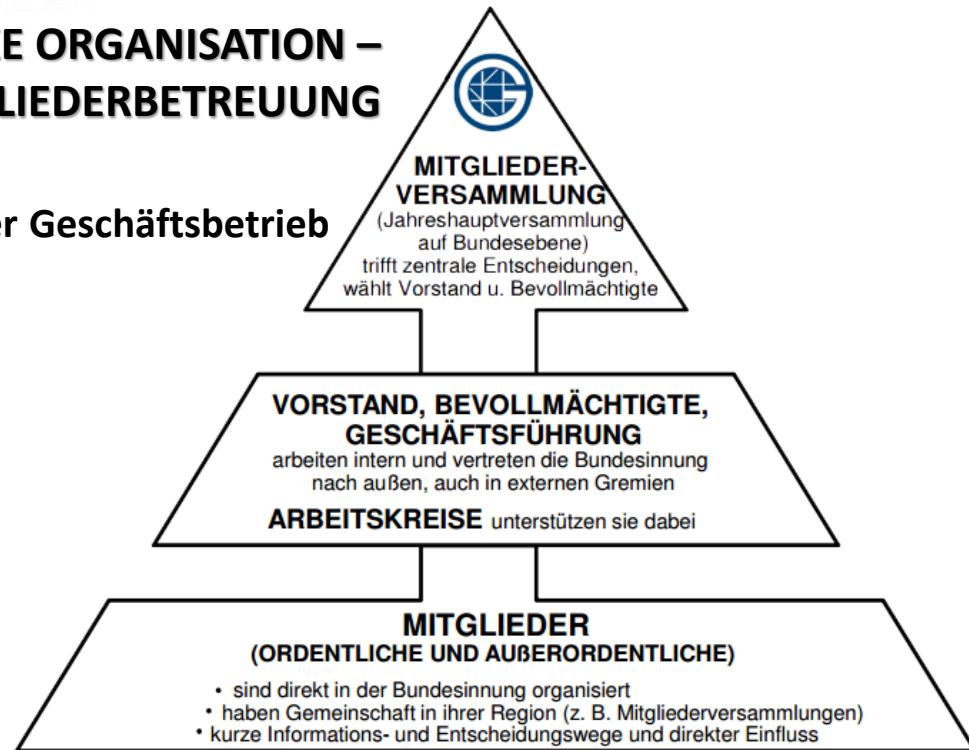 E ORGANISATION –
LIEDERBETREUUNG
er Geschäftsbetrieb
MITGLIEDER-
VERSAMMLUNG
(Jahreshauptversammlung
auf Bundesebene)
trifft zentrale Entscheidungen,
wählt Vorstand u. Bevollmächtigte
VORSTAND, BEVOLLMÄCHTIGTE,
GESCHÄFTSFÜHRUNG
arbeiten intern und vertreten die Bundesinnung
nach außen, auch in externen Gremien
ARBEITSKREISE unterstützen sie dabei
MITGLIEDER
(ORDENTLICHE UND AUßERORDENTLICHE)
• sind direkt in der Bundesinnung organisiert
• haben Gemeinschaft in ihrer Region (z. B. Mitgliederversammlungen)
• kurze Informations- und Entscheidungswege und direkter Einfluss